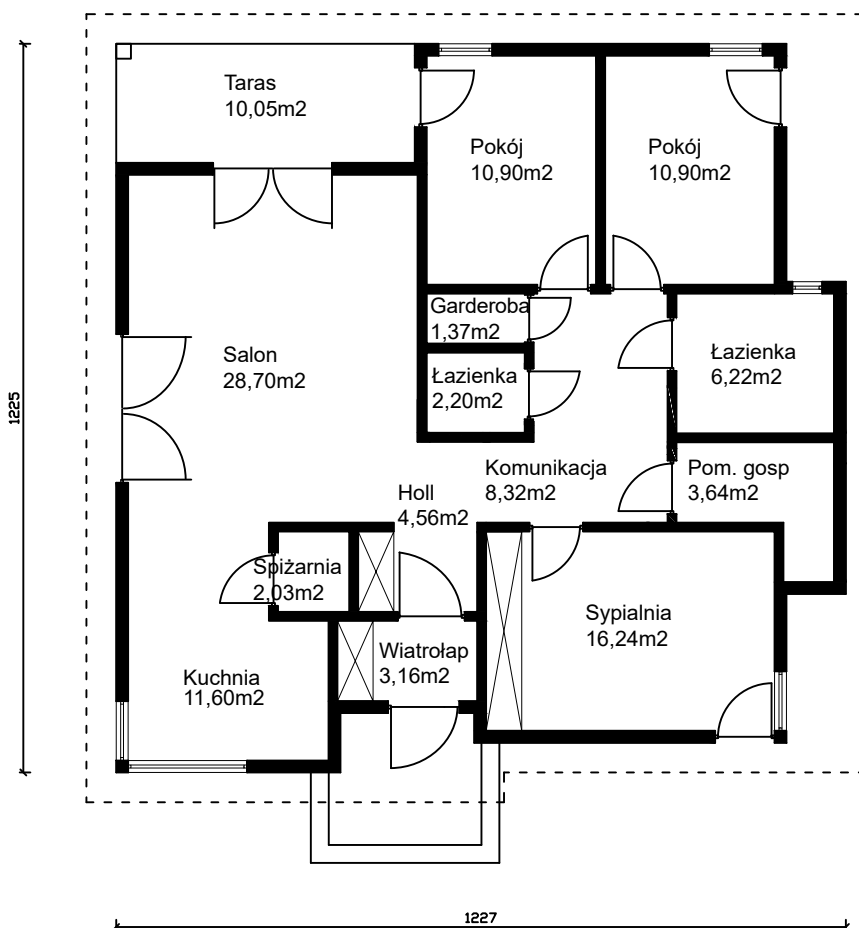 Taras
10,05m2
Pokój
10,90m2
Pokój
10,90m2
Garderoba
1,37m2
Salon
28,70m2
Łazienka
2,20m2
Łazienka
6,22m2
1225
Komunikacja
8,32m2
Pom. gosp
3,64m2
Holl
4,56m2
Spiżarnia
2,03m2
Sypialnia
16,24m2
Wiatrołap
3,16m2
Kuchnia
11,60m2
1227